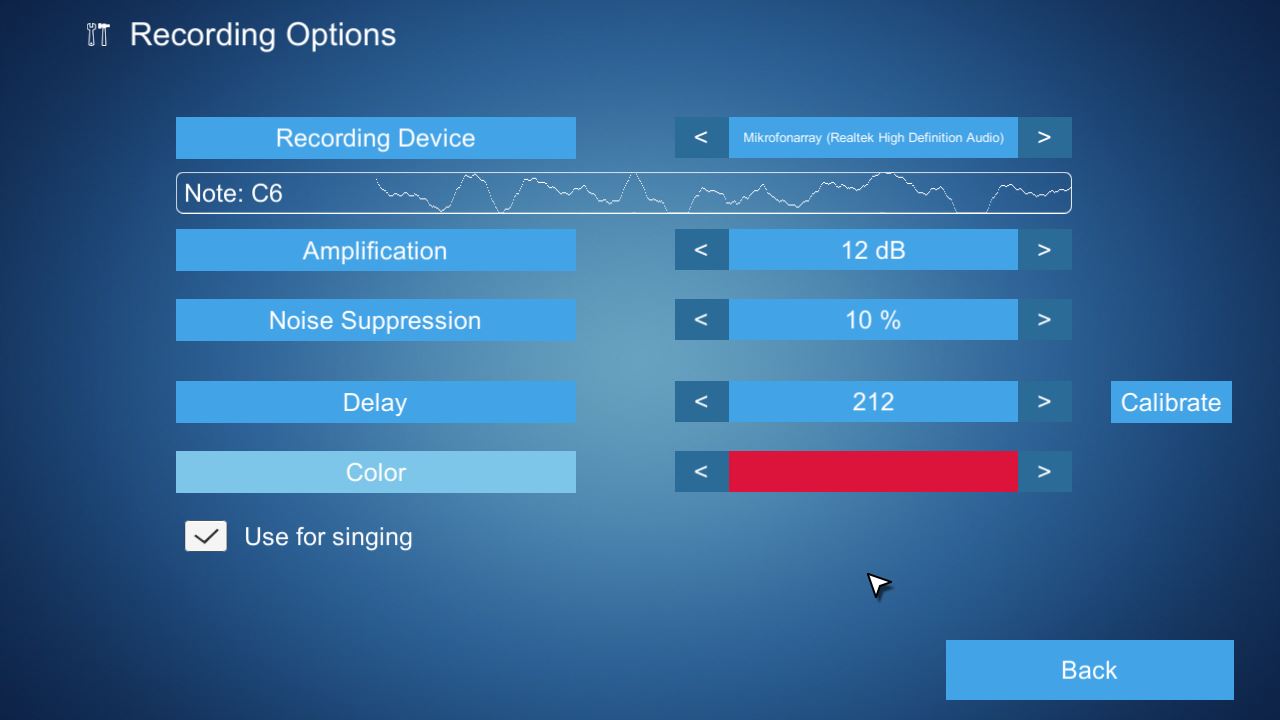 Recording Options
Recording Device
< Mikrofonarray (Realtek High Definition Audio) >
Note: C6
Amplification
< 12 dB >
Noise Suppression
< 10 % >
Delay
< 212 >
Calibrate
Color
< >
Use for singing
Back